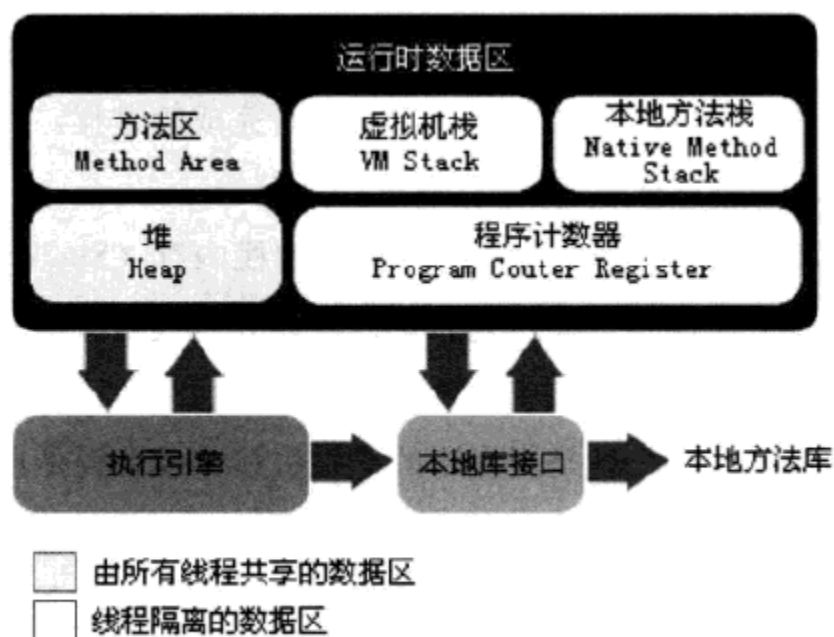 运行时数据区
方法区
Method Area
虚拟机栈
VM Stack
本地方法栈
Native Method
Stack
堆
Heap
程序计数器
Program Couter Register
执行引擎
本地库接口
本地方法库
由所有线程共享的数据区
线程隔离的数据区